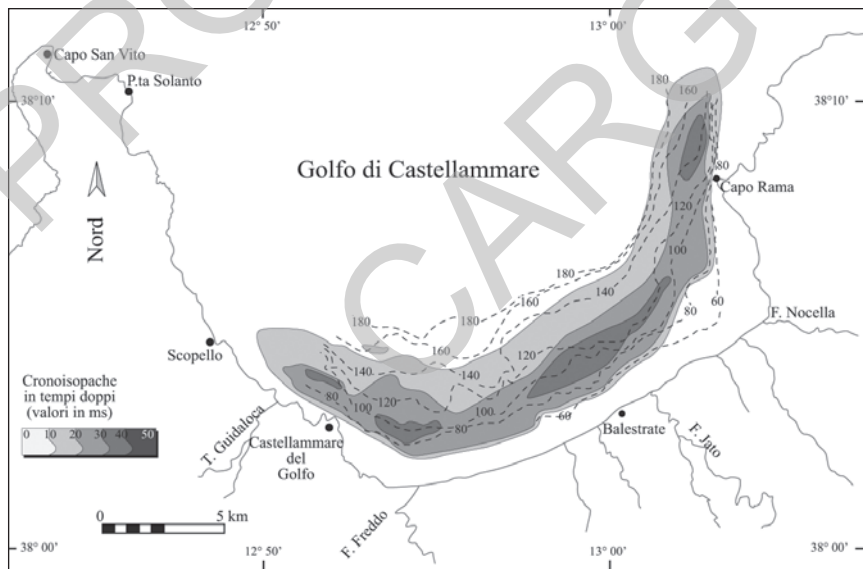 12° 50'
13° 00'
Capo San Vito
P.ta Solanto
38° 10'
38° 10'
Golfo di Castellammare
Nord
180
160
80
Capo Rama
120
100
180
140
160
60
80
F. Nocella
180
180
160
140
140
120
120
100
100
80
80
60
Scopello
Cronoisopache
in tempi doppi
(valori in ms)
0 10 20 30 40 50
T. Guidaloca
Castellammare
del
Golfo
Balestrate
F. Jato
F. Freddo
0 5 km
38° 00'
38° 00'
12° 50'
13° 00'
PRO
CARG